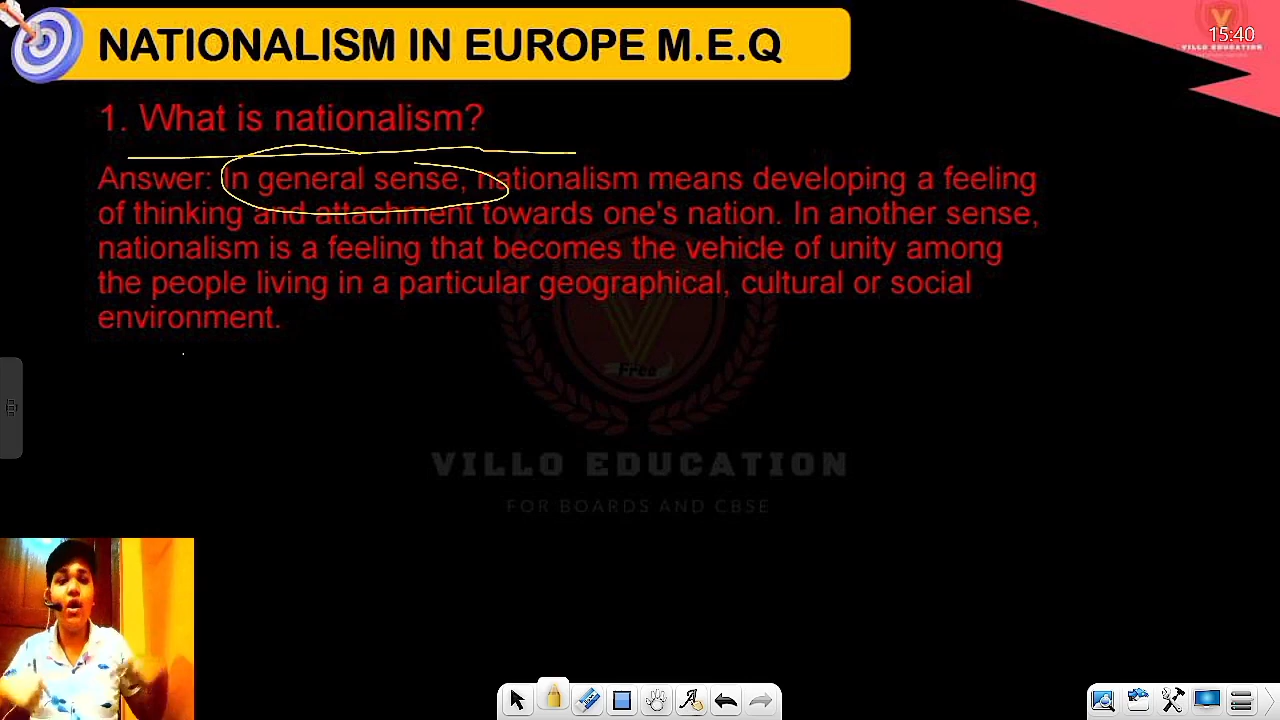 NATIONALISM IN EUROPE M.E.Q
15:40
VILLO EDUCATION
1. What is nationalism?
Answer: In general sense, nationalism means developing a feeling
of thinking and attachment towards one's nation. In another sense,
nationalism is a feeling that becomes the vehicle of unity among
the people living in a particular geographical, cultural or social
environment.
Free
VILLO EDUCATION
FOR BOARDS AND CBSE